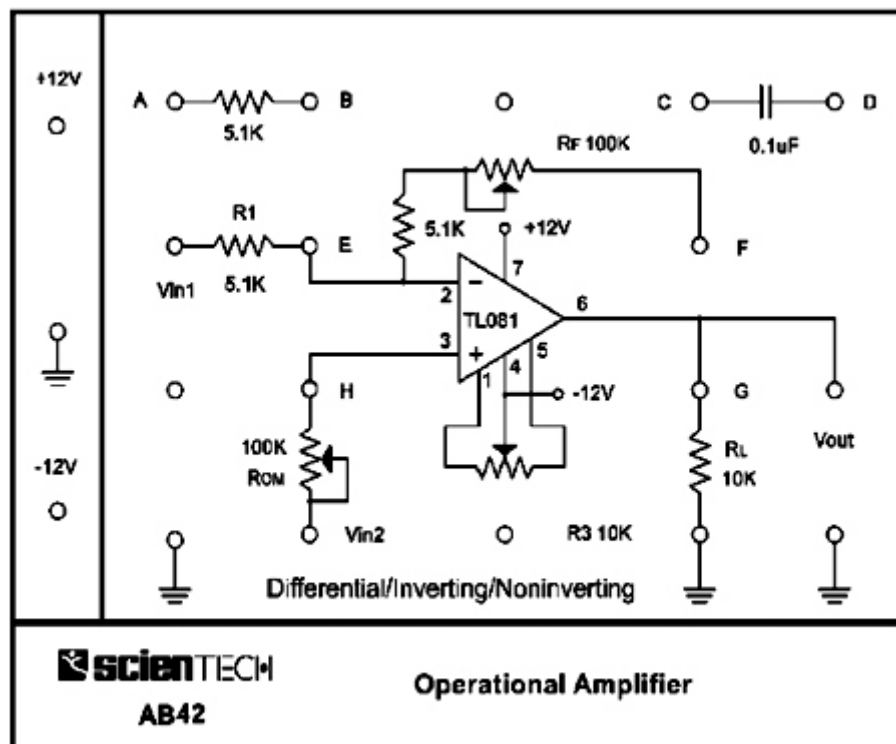 +12V
-12V
A
5.1K
B
C
0.1uF
D
RF 100K
R1
5.1K
E
Vin1
5.1K
+12V
F
2
-
7
TL081
6
3
+
1
4
5
-12V
H
100K
ROM
Vin2
G
RL
10K
Vout
R3 10K
Differential/Inverting/Noninverting
scienTECH
AB42
Operational Amplifier